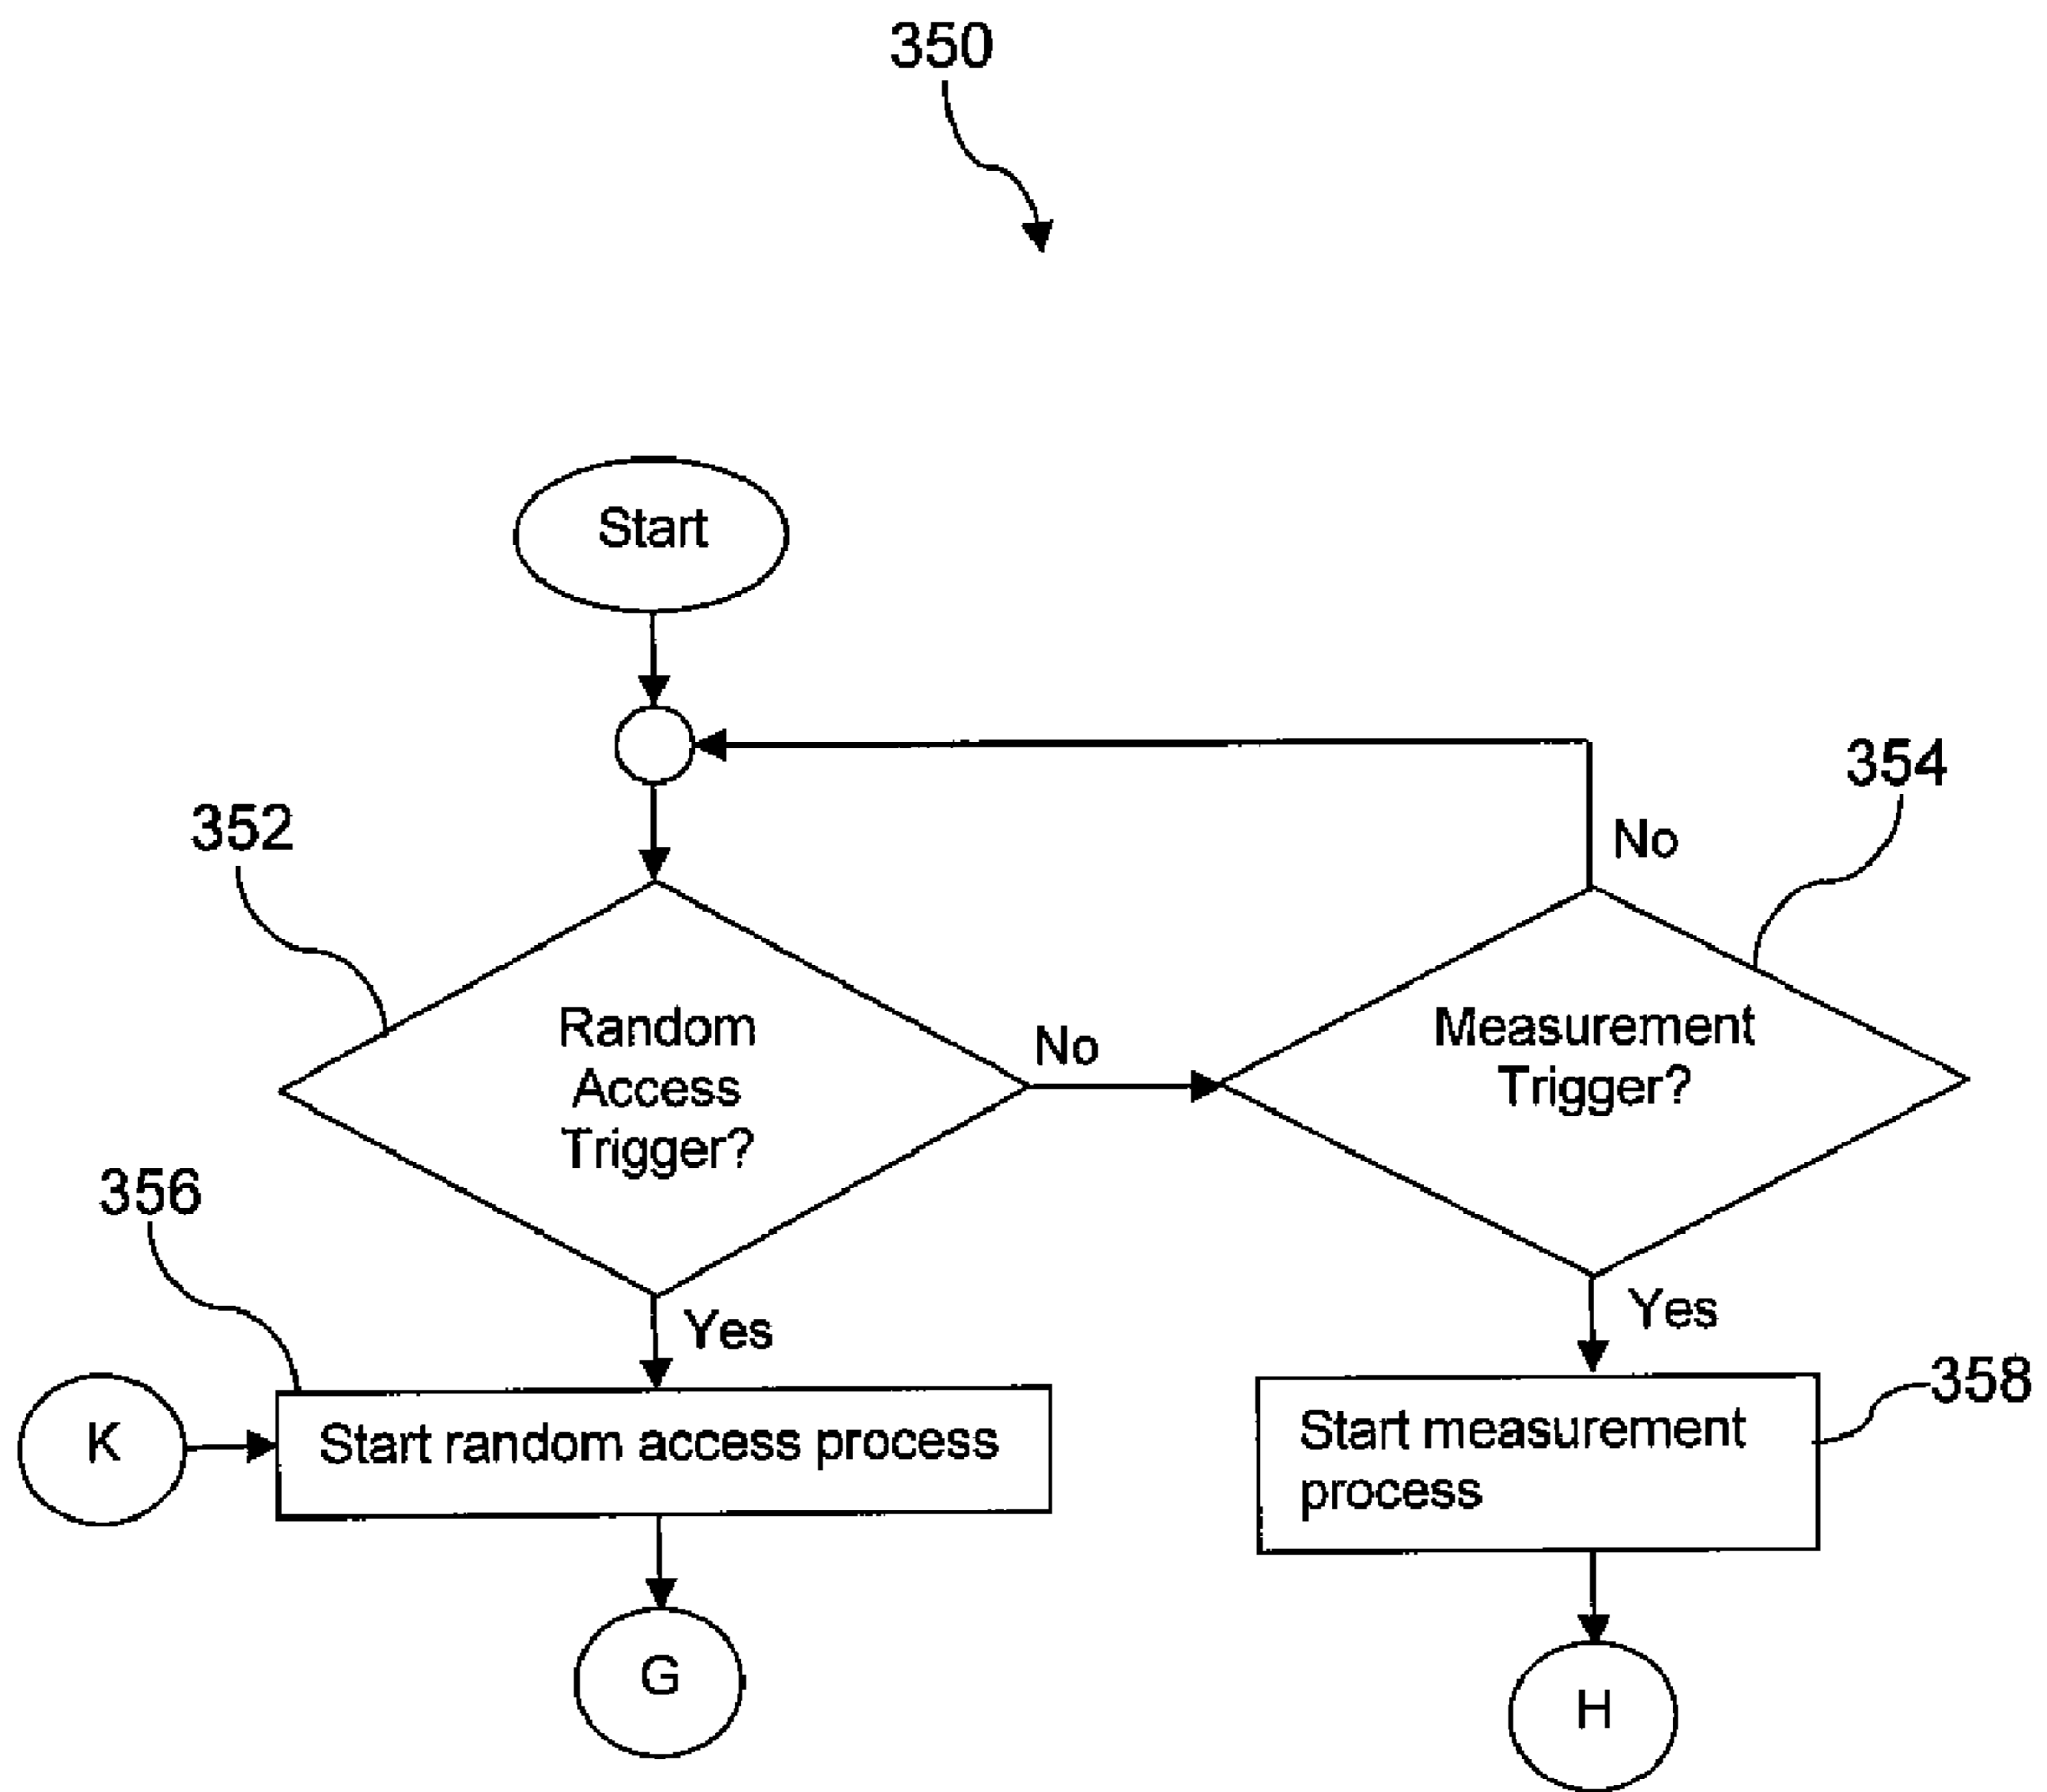 350
Start
354
No
352
Random
Access
Trigger?
No
Measurement
Trigger?
356
Yes
Yes
K
Start random access process
Start measurement
process
358
G
H